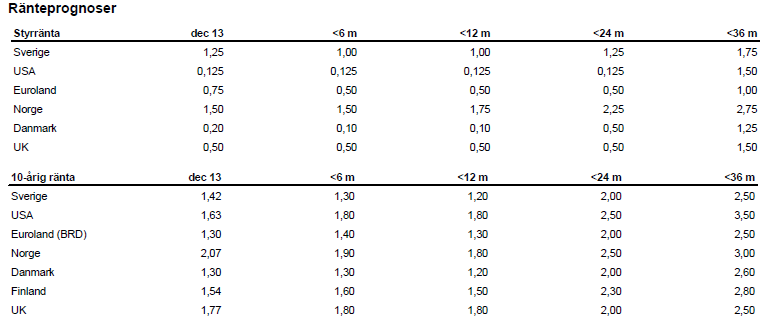 Ränteprognoser
Styrränta dec 13 <6 m <12 m <24 m <36 m
Sverige 1,25 1,00 1,00 1,25 1,75
USA 0,125 0,125 0,125 0,125 1,50
Euroland 0,75 0,50 0,50 0,50 1,00
Norge 1,50 1,50 1,75 2,25 2,75
Danmark 0,20 0,10 0,10 0,50 1,25
UK 0,50 0,50 0,50 0,50 1,50
10-årig ränta dec 13 <6 m <12 m <24 m <36 m
Sverige 1,42 1,30 1,20 2,00 2,50
USA 1,63 1,80 1,80 2,50 3,50
Euroland (BRD) 1,30 1,40 1,30 2,00 2,50
Norge 2,07 1,90 1,80 2,50 3,00
Danmark 1,30 1,30 1,20 2,00 2,60
Finland 1,54 1,60 1,50 2,30 2,80
UK 1,77 1,80 1,80 2,00 2,50